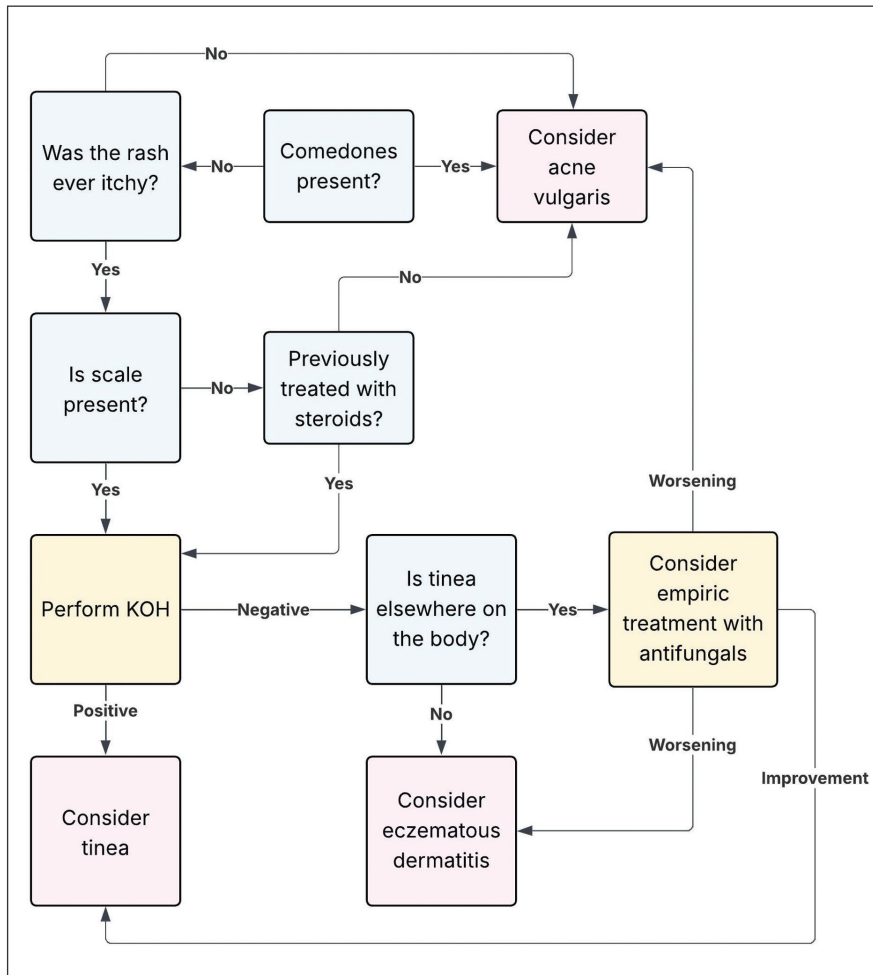 No
Was the rash
ever itchy?
No
Comedones
present?
Yes
Consider
acne
vulgaris
Yes
No
Is scale
present?
No
Previously
treated with
steroids?
Yes
Yes
Worsening
Perform KOH
Negative
Is tinea
elsewhere on
the body?
Yes
Consider
empiric
treatment with
antifungals
Positive
No
Worsening
Improvement
Consider
tinea
Consider
eczematous
dermatitis